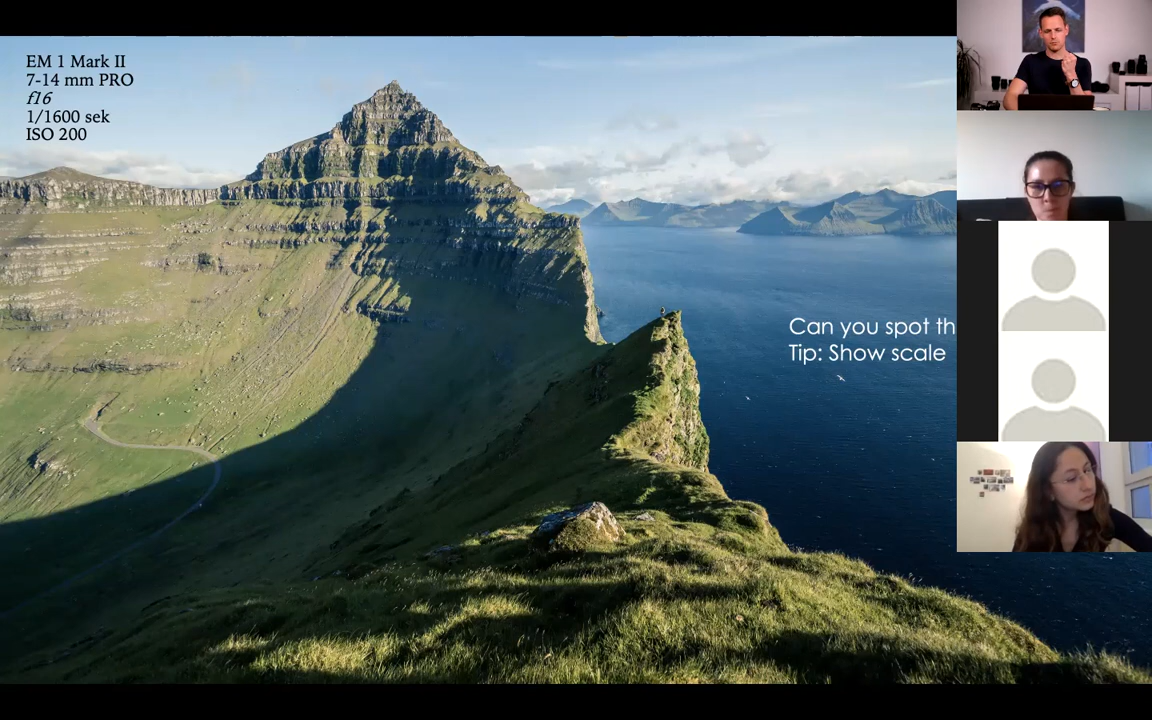 EM 1 Mark II
7-14 mm PRO
f16
1/1600 sek
ISO 200
Can you spot th
Tip: Show scale